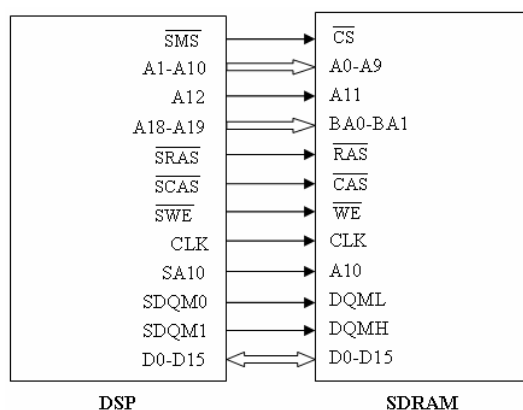 SMS CS
A1-A10 A0-A9
A12 A11
A18-A19 BA0-BA1
SRAS RAS
SCAS CAS
SWE WE
CLK CLK
SA10 A10
SDQM0 DQML
SDQM1 DQMH
D0-D15 D0-D15
DSP SDRAM